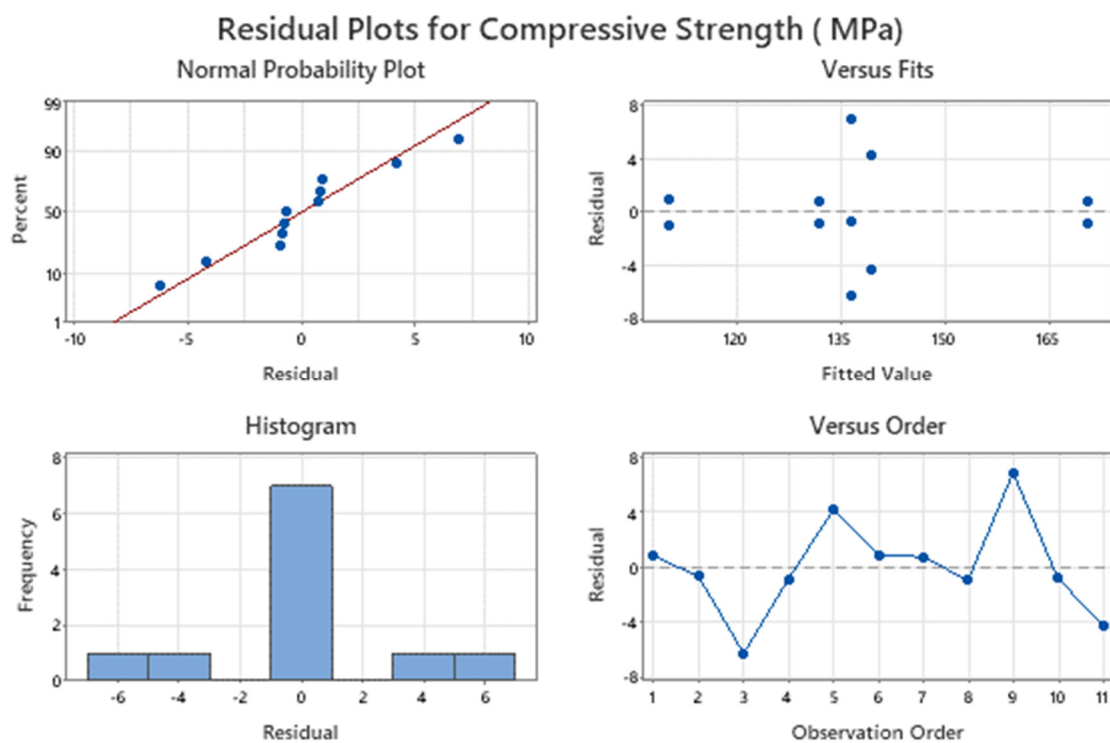 Residual Plots for Compressive Strength ( MPa)
Normal Probability Plot
99
90
50
10
1
Percent
-10 -5 0 5 10
Residual
Versus Fits
8
4
0
-4
-8
Residual
120 135 150 165
Fitted Value
Histogram
8
6
4
2
0
Frequency
-6 -4 -2 0 2 4 6
Residual
Versus Order
8
4
0
-4
-8
Residual
1 2 3 4 5 6 7 8 9 10 11
Observation Order